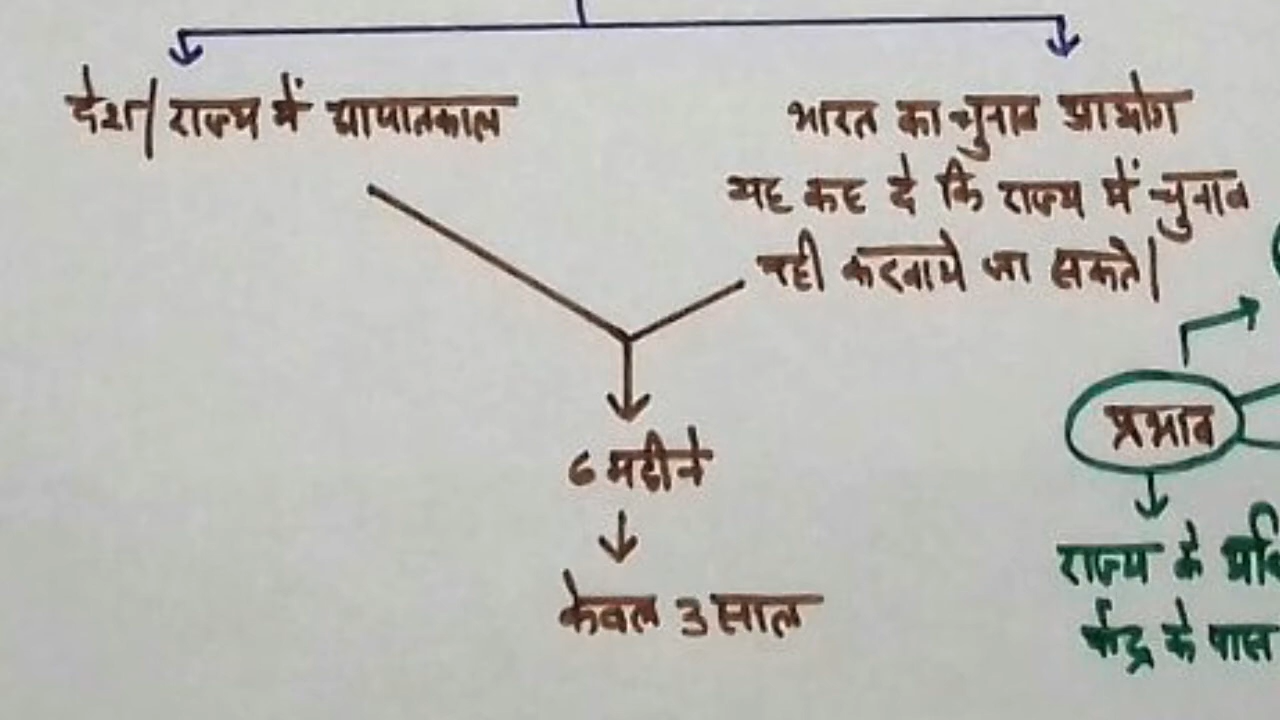 देश/राज्य में आपातकाल
भारत का चुनाव आयोग
यह कह दे कि राज्य में चुनाव
नही करवाये जा सकते|
6 महीने
केवल 3 साल
प्रभाव
राज्य के
केंद्र के पास